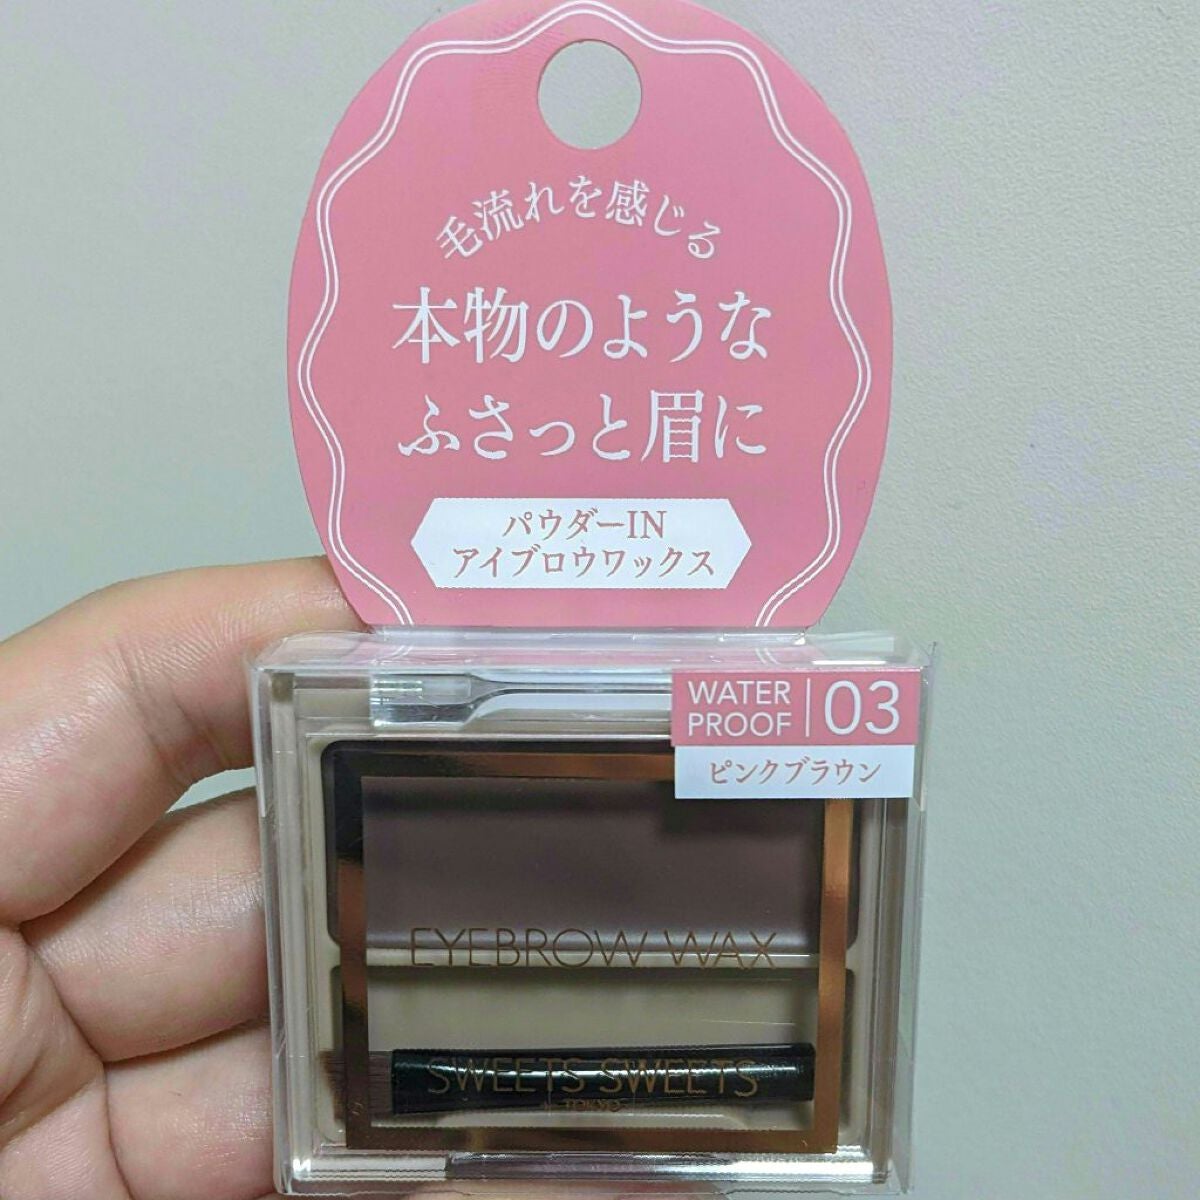 毛流れを感じる
本物のような
ふさっと眉に
パウダーIN
アイブロウワックス
WATER
PROOF
03
ピンクブラウン
EYEBROW WAX
SWEETS SWEETS
TOKYO